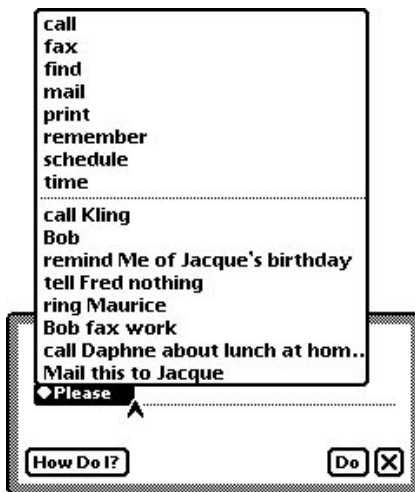 call
fax
find
mail
print
remember
schedule
time
call Kling
Bob
remind Me of Jacque's birthday
tell Fred nothing
ring Maurice
Bob fax work
call Daphne about lunch at hom..
Mail this to Jacque
Please
How Do I?
Do